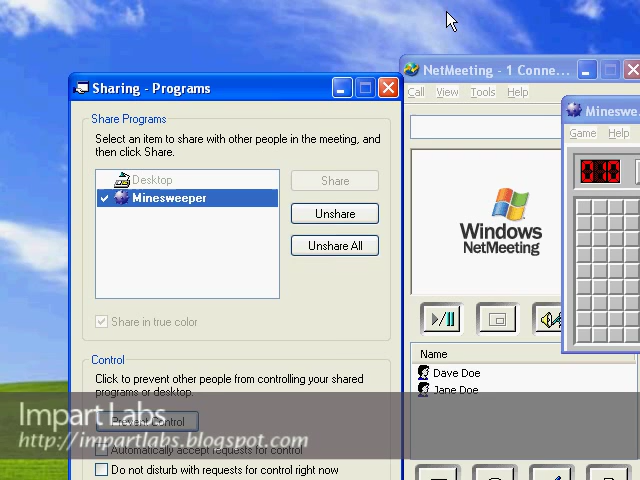 Sharing - Programs
Share Programs
Select an item to share with other people in the meeting, and
then click Share.
Desktop
Minesweeper
Share
Unshare
Unshare All
Share in true color
Control
Click to prevent other people from controlling your shared
programs or desktop.
Prevent Control
Automatically accept requests for control
Do not disturb with requests for control right now
NetMeeting - 1 Conne...
Call View Tools Help
Windows
NetMeeting
Name
Dave Doe
Jane Doe
Mineswe
Game Help
010
Impart Labs
http://impartlabs.blogspot.com